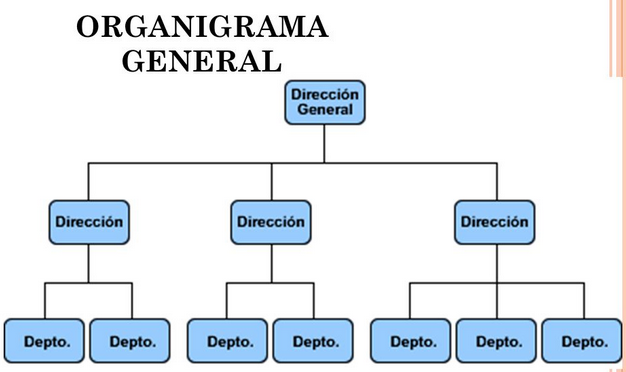 ORGANIGRAMA
GENERAL
Dirección
General
Dirección
Dirección
Dirección
Depto.
Depto.
Depto.
Depto.
Depto.
Depto.
Depto.